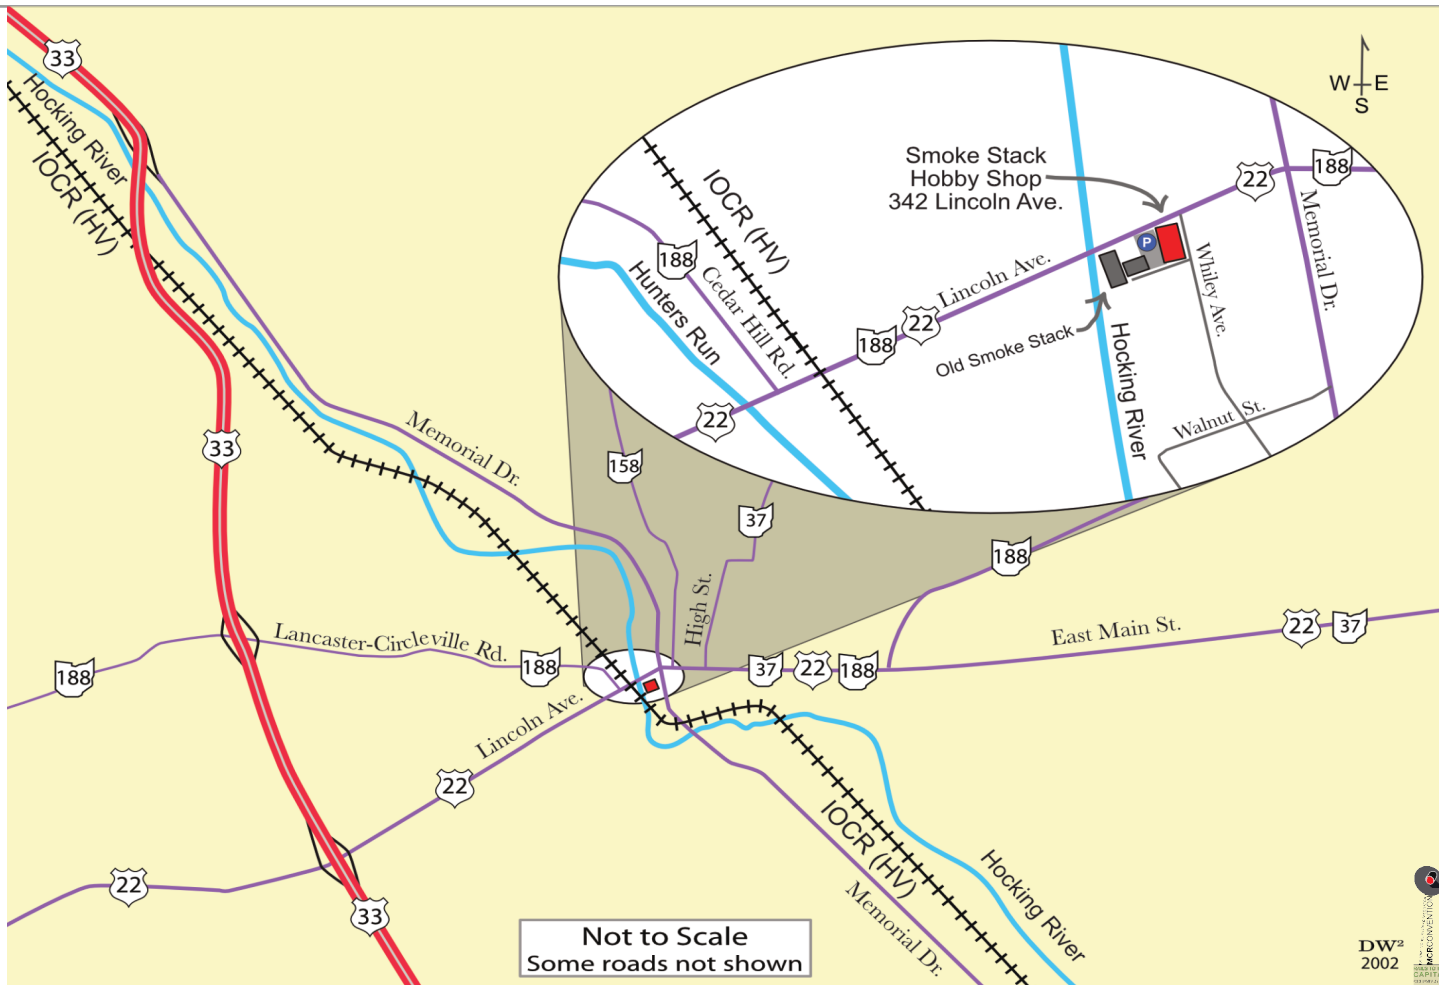 33
Hocking River
IOCR (HV)
W E
S
Smoke Stack
Hobby Shop
342 Lincoln Ave.
IOCR (HV)
188
Cedar Hill Rd.
Hunters Run
22
188
22
Lincoln Ave.
P
Old Smoke Stack
Hocking River
Whiley Ave.
Walnut St.
22
188
Memorial Dr.
33
Memorial Dr.
158
37
High St.
188
188
Lancaster-Circleville Rd.
188
37
22
188
East Main St.
22
37
Lincoln Ave.
22
22
33
IOCR (HV)
Memorial Dr.
Hocking River
Not to Scale
Some roads not shown
DW²
2002
MCRCONVENTION